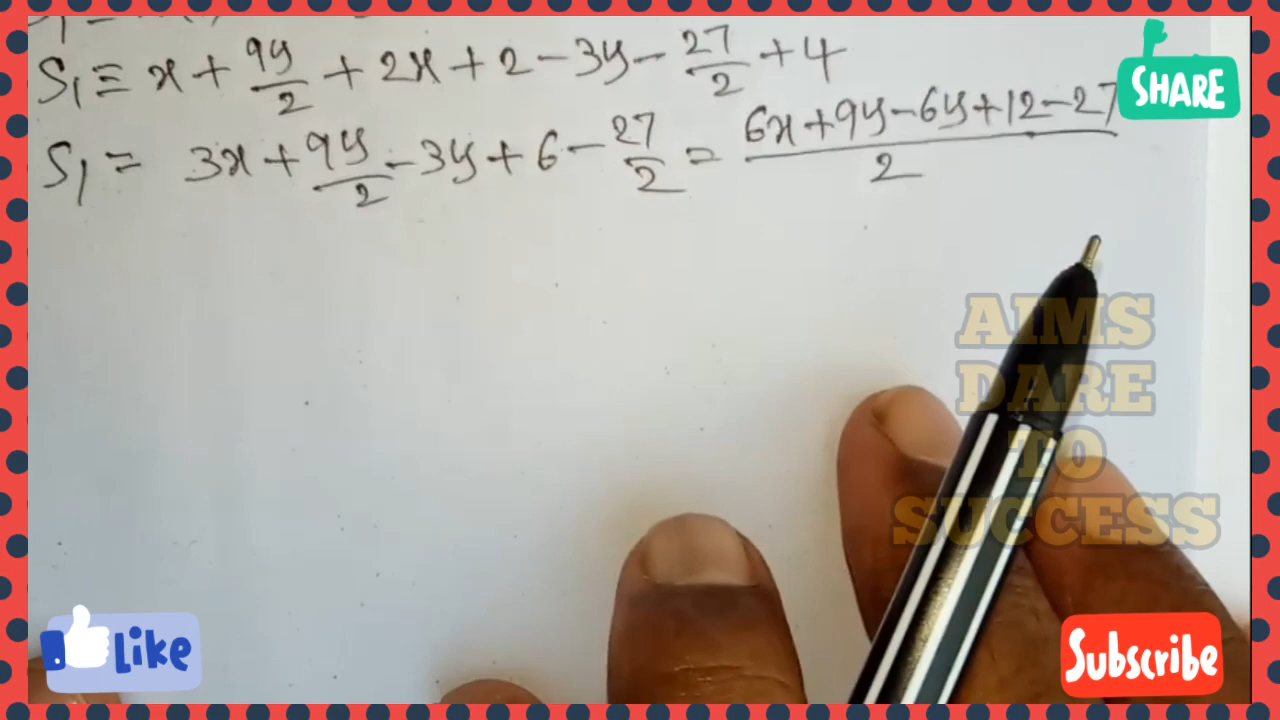 S₁ ≡ x + 9y/2 + 2x + 2 - 3y - 27/2 + 4
S₁ = 3x + 9y/2 - 3y + 6 - 27/2 = (6x + 9y - 6y + 12 - 27)/2
SHARE
AIMS
DARE
TO
SUCCESS
Like
Subscribe